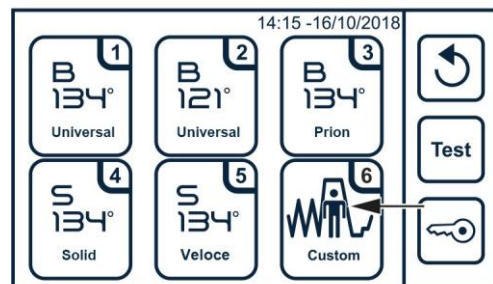 14:15 -16/10/2018
1
B
134°
Universal
2
B
121°
Universal
3
B
134°
Prion
4
S
134°
Solid
5
S
134°
Veloce
6
Custom
Test